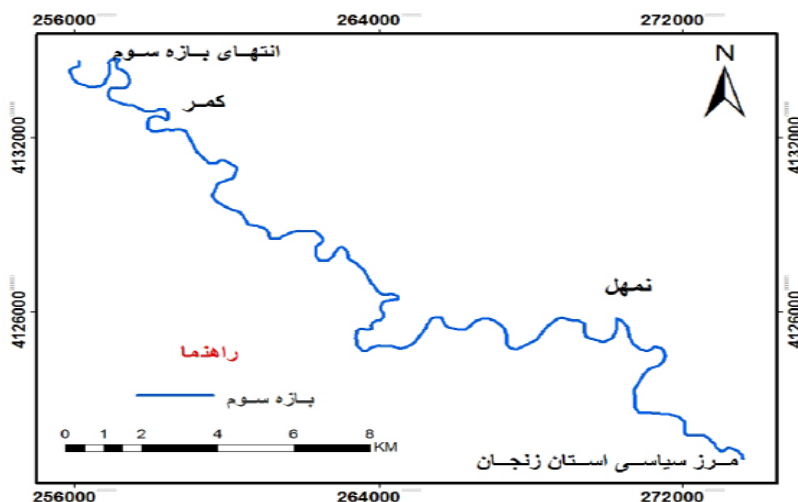 256000 264000 272000
انتهای بازه سوم
N
کمر
4132000 4132000
نمهل
4126000 4126000
راهنما
بازه سوم
0 1 2 4 6 8
KM
مرز سیاسی استان زنجان
256000 264000 272000